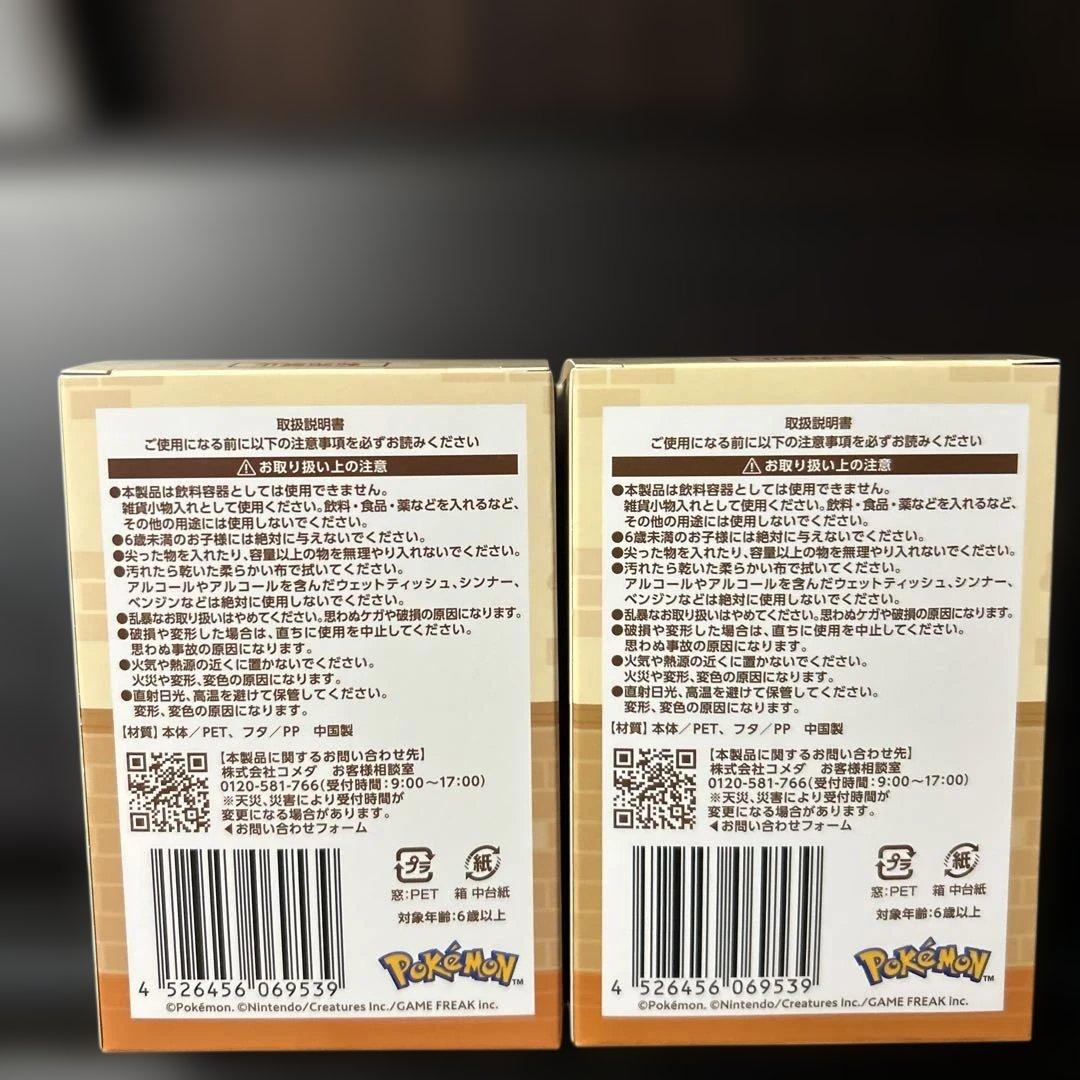 取扱説明書
ご使用になる前に以下の注意事項を必ずお読みください
お取り扱い上の注意
●本製品は飲料容器としては使用できません。
雑貨小物入れとして使用ください。飲料・食品・薬などを入れるなど、
その他の用途には使用しないでください。
●6歳未満のお子様には絶対に与えないでください。
●尖った物を入れたり、容量以上の物を無理やり入れないでください。
●汚れたら乾いた柔らかい布で拭いてください。
アルコールやアルコールを含んだウェットティッシュ、シンナー、
ベンジンなどは絶対に使用しないでください。
●乱暴なお取り扱いはやめてください。思わぬケガや破損の原因になります。
●破損や変形した場合は、直ちに使用を中止してください。
思わぬ事故の原因になります。
●火気や熱源の近くに置かないでください。
火災や変形、変色の原因になります。
●直射日光、高温を避けて保管してください。
変形、変色の原因になります。
【材質】本体/PET、フタ/PP 中国製
【本製品に関するお問い合わせ先】
株式会社コメダ お客様相談室
0120-581-766(受付時間:9:00〜17:00)
※天災、災害により受付時間が
変更になる場合があります。
◀お問い合わせフォーム
プラ
紙
窓:PET
箱 中台紙
対象年齢:6歳以上
POKéMON™
4 526456 069539
©Pokémon. ©Nintendo/Creatures Inc./GAME FREAK inc.
取扱説明書
ご使用になる前に以下の注意事項を必ずお読みください
お取り扱い上の注意
●本製品は飲料容器としては使用できません。
雑貨小物入れとして使用ください。飲料・食品・薬などを入れるなど、
その他の用途には使用しないでください。
●6歳未満のお子様には絶対に与えないでください。
●尖った物を入れたり、容量以上の物を無理やり入れないでください。
●汚れたら乾いた柔らかい布で拭いてください。
アルコールやアルコールを含んだウェットティッシュ、シンナー、
ベンジンなどは絶対に使用しないでください。
●乱暴なお取り扱いはやめてください。思わぬケガや破損の原因になります。
●破損や変形した場合は、直ちに使用を中止してください。
思わぬ事故の原因になります。
●火気や熱源の近くに置かないでください。
火災や変形、変色の原因になります。
●直射日光、高温を避けて保管してください。
変形、変色の原因になります。
【材質】本体/PET、フタ/PP 中国製
【本製品に関するお問い合わせ先】
株式会社コメダ お客様相談室
0120-581-766(受付時間:9:00〜17:00)
※天災、災害により受付時間が
変更になる場合があります。
◀お問い合わせフォーム
プラ
紙
窓:PET
箱 中台紙
対象年齢:6歳以上
POKéMON™
4 526456 069539
©Pokémon. ©Nintendo/Creatures Inc./GAME FREAK inc.